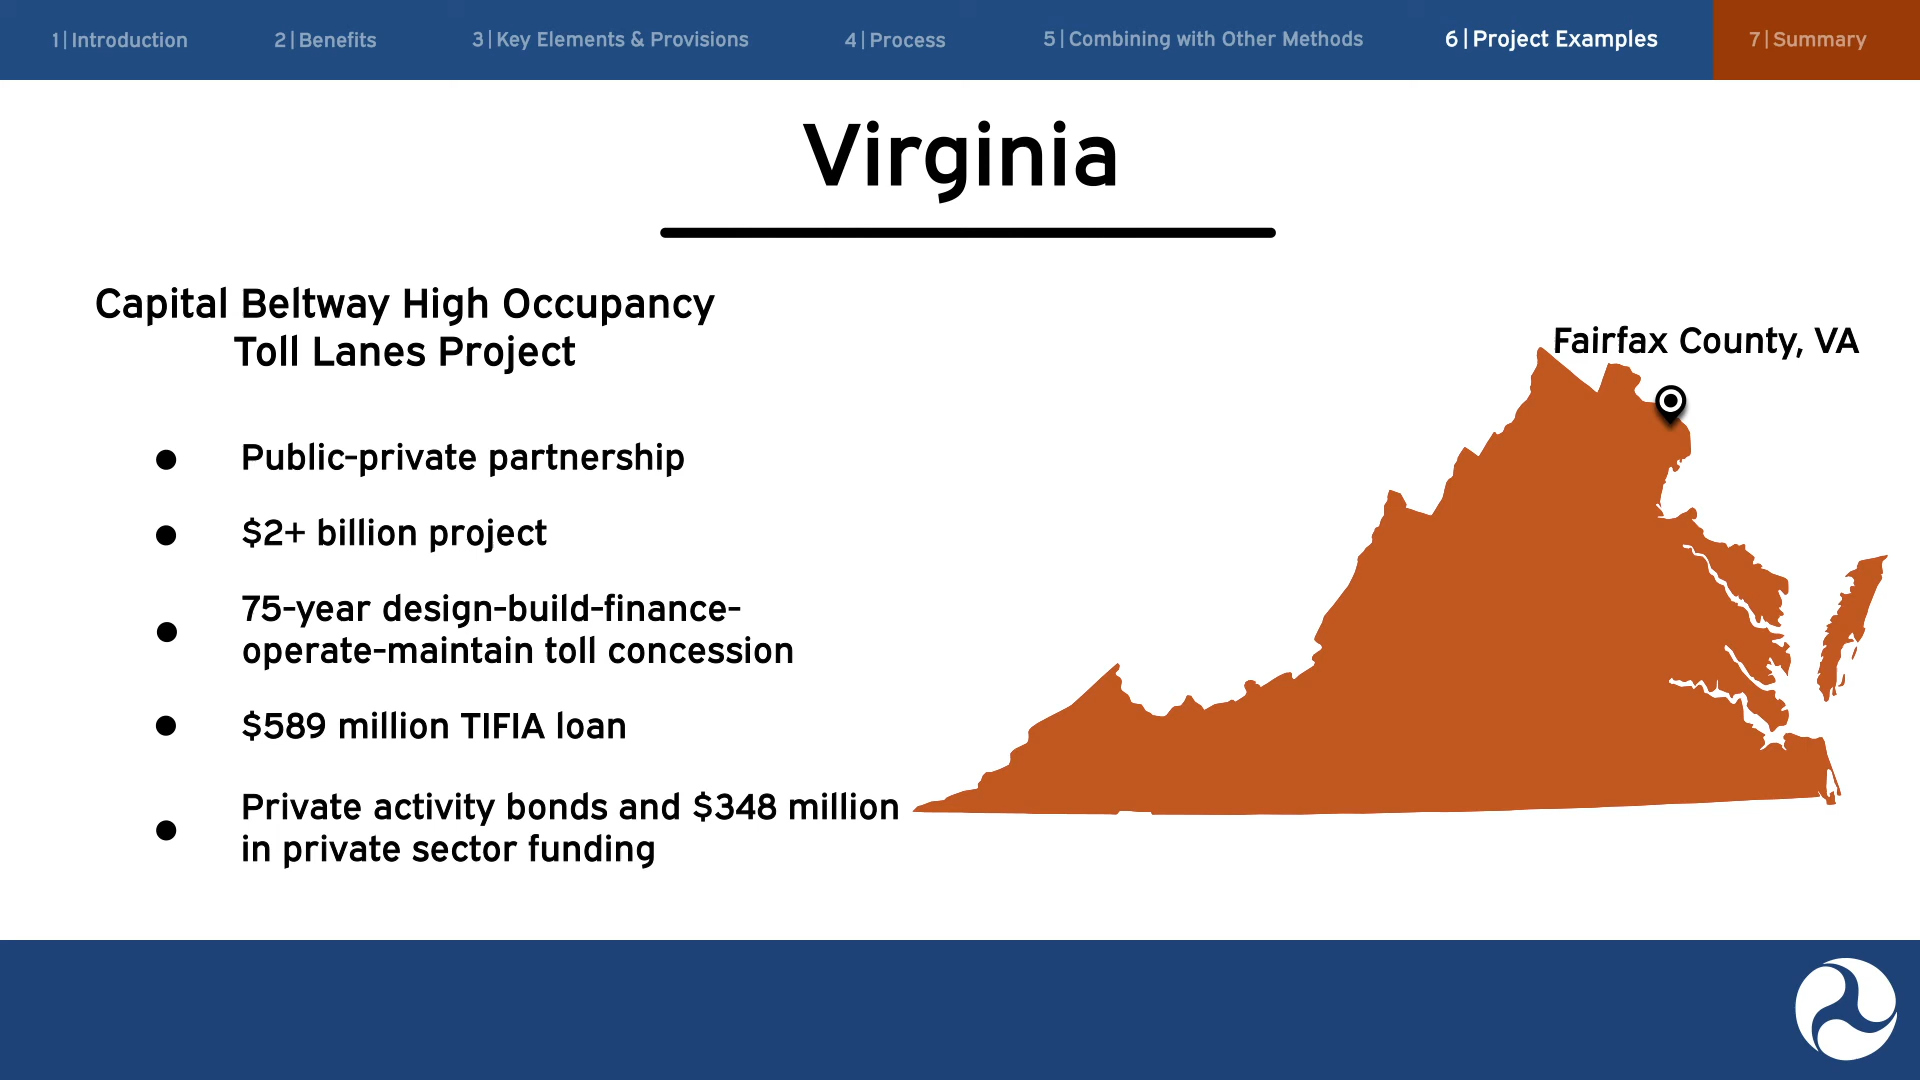 1|Introduction
2|Benefits
3|Key Elements & Provisions
4|Process
5|Combining with Other Methods
6|Project Examples
7|Summary
Virginia
Capital Beltway High Occupancy
Toll Lanes Project
● Public-private partnership
● $2+ billion project
● 75-year design-build-finance-
operate-maintain toll concession
● $589 million TIFIA loan
● Private activity bonds and $348 million
in private sector funding
Fairfax County, VA